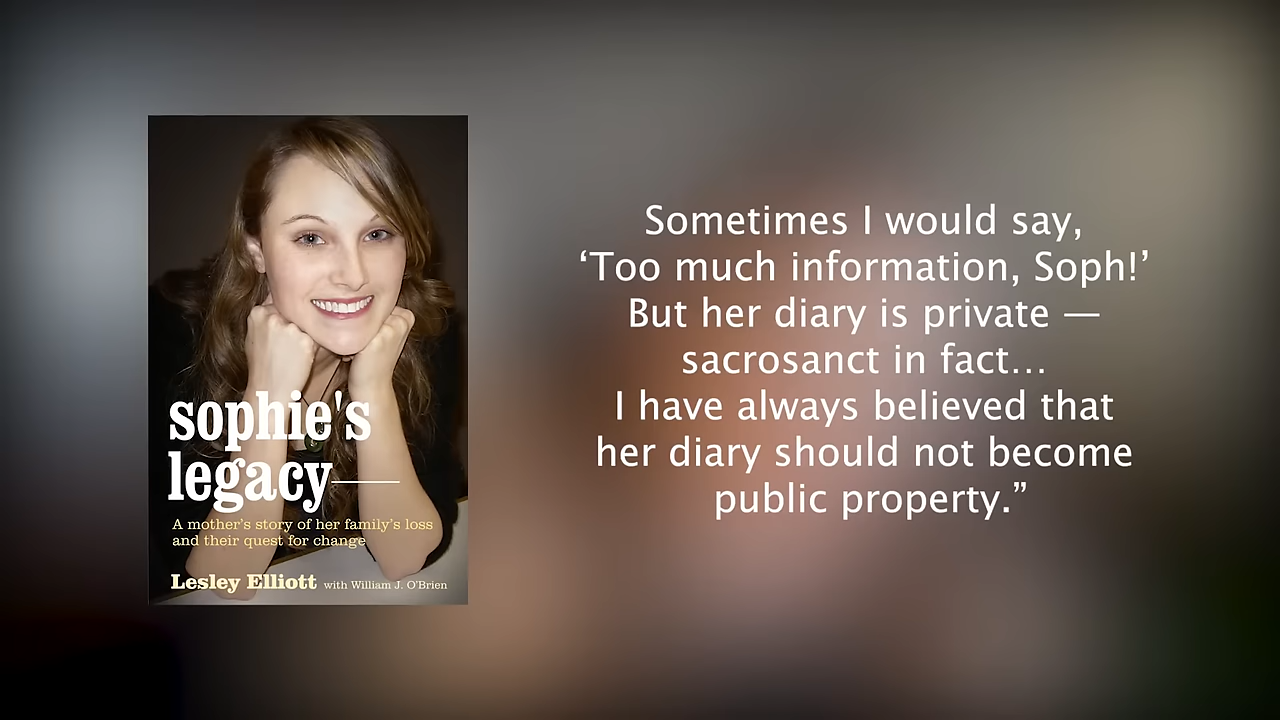 sophie's
legacy—
A mother's story of her family's loss
and their quest for change
Lesley Elliott with William J. O'Brien
Sometimes I would say,
‘Too much information, Soph!’
But her diary is private —
sacrosanct in fact…
I have always believed that
her diary should not become
public property.”